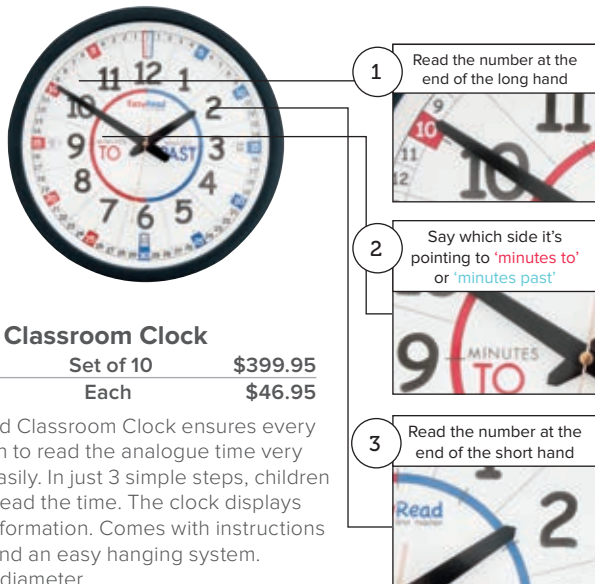 11 12 1
10 2
9 3
8 4
7 6 5
EasyRead
MINUTES
TO
PAST
1
Read the number at the
end of the long hand
9
10
11
12
11
10
2
Say which side it's
pointing to 'minutes to'
or 'minutes past'
9
MINUTES
TO
3
Read the number at the
end of the short hand
Read
2
Classroom Clock
Set of 10 $399.95
Each $46.95
d Classroom Clock ensures every
n to read the analogue time very
asily. In just 3 simple steps, children
ead the time. The clock displays
formation. Comes with instructions
nd an easy hanging system.
diameter